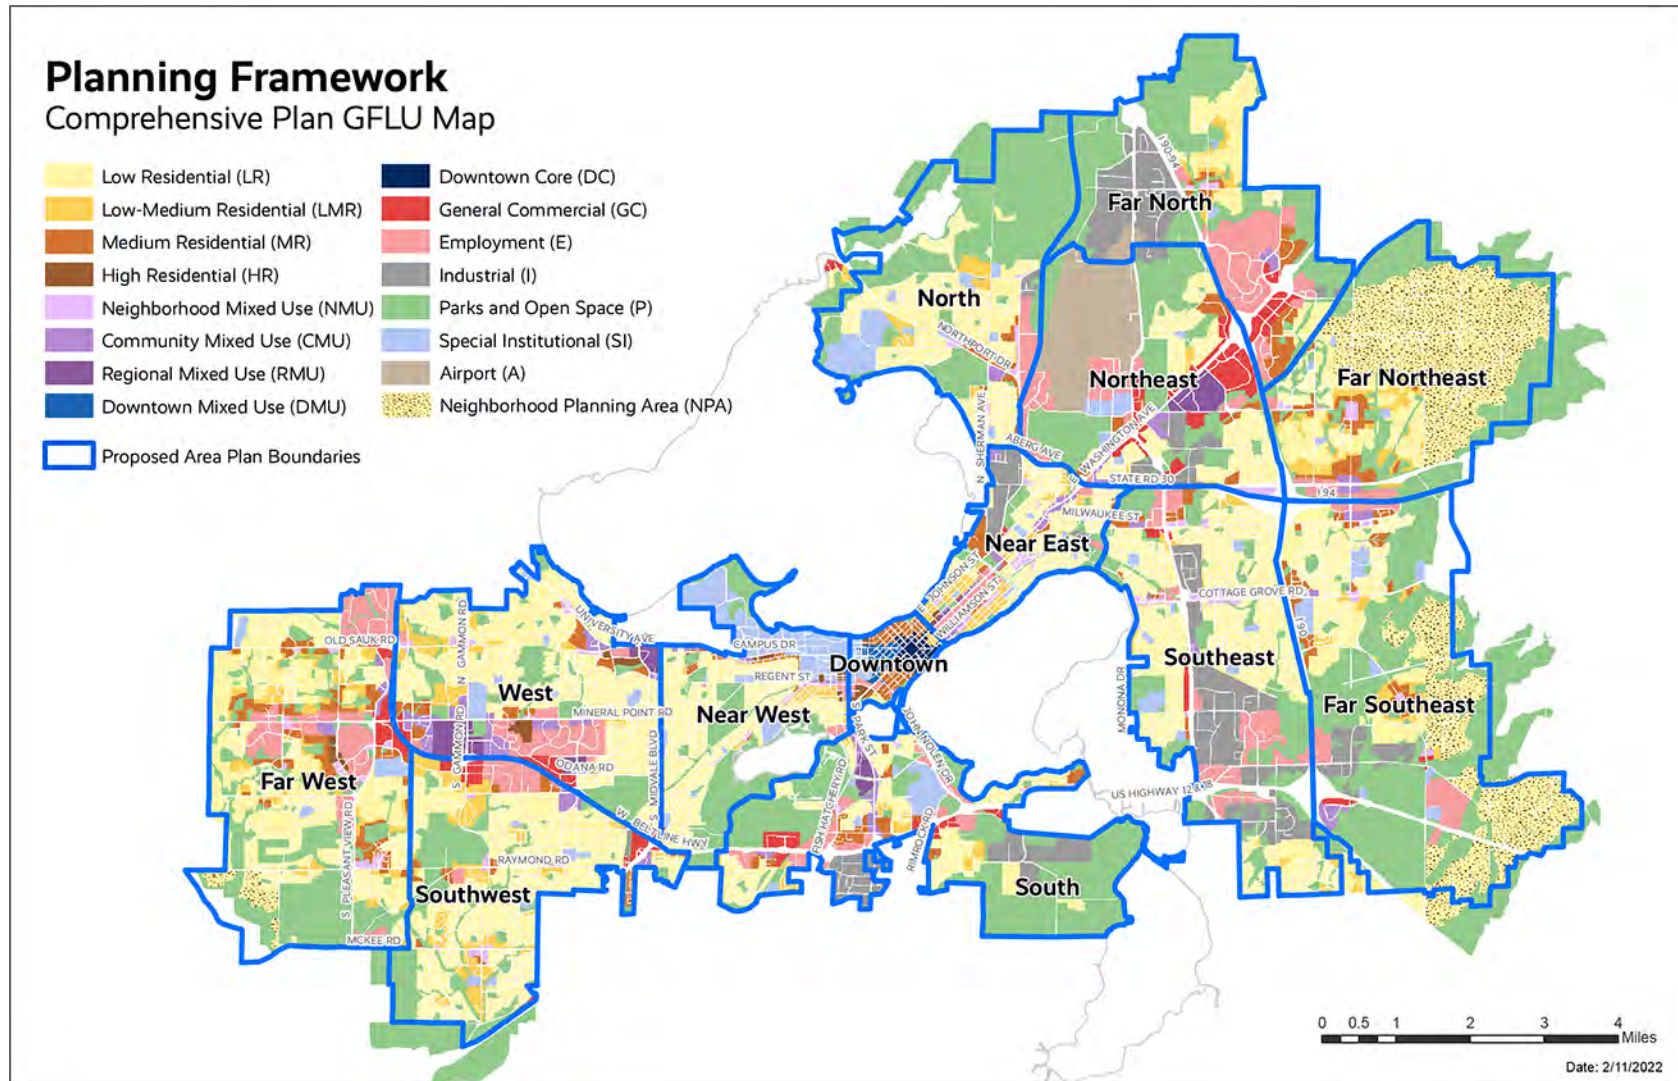 Planning Framework
Comprehensive Plan GFLU Map
Low Residential (LR)
Low-Medium Residential (LMR)
Medium Residential (MR)
High Residential (HR)
Neighborhood Mixed Use (NMU)
Community Mixed Use (CMU)
Regional Mixed Use (RMU)
Downtown Mixed Use (DMU)
Downtown Core (DC)
General Commercial (GC)
Employment (E)
Industrial (I)
Parks and Open Space (P)
Special Institutional (SI)
Airport (A)
Neighborhood Planning Area (NPA)
Proposed Area Plan Boundaries
I 90-94
Far North
North
NORTHPORT DR
Northeast
Far Northeast
N SHERMAN AVE
ABERG AVE
E WASHINGTON AVE
STATE RD 30
I 94
MILWAUKEE ST
Near East
E JOHNSON ST
WILLIAMSON ST
COTTAGE GROVE RD
I 90
OLD SAUK RD
N GAMMON RD
UNIVERSITY AVE
CAMPUS DR
Downtown
REGENT ST
Southeast
West
MINERAL POINT RD
Near West
S PARK ST
JOHN NOLEN DR
MONONA DR
Far Southeast
S GAMMON RD
ODANA RD
S MIDVALE BLVD
Far West
S PLEASANT VIEW RD
W BELTLINE HWY
FISH HATCHERY RD
RIMROCK RD
US HIGHWAY 12 & 18
RAYMOND RD
Southwest
South
MCKEE RD
0 0.5 1 2 3 4
Miles
Date: 2/11/2022